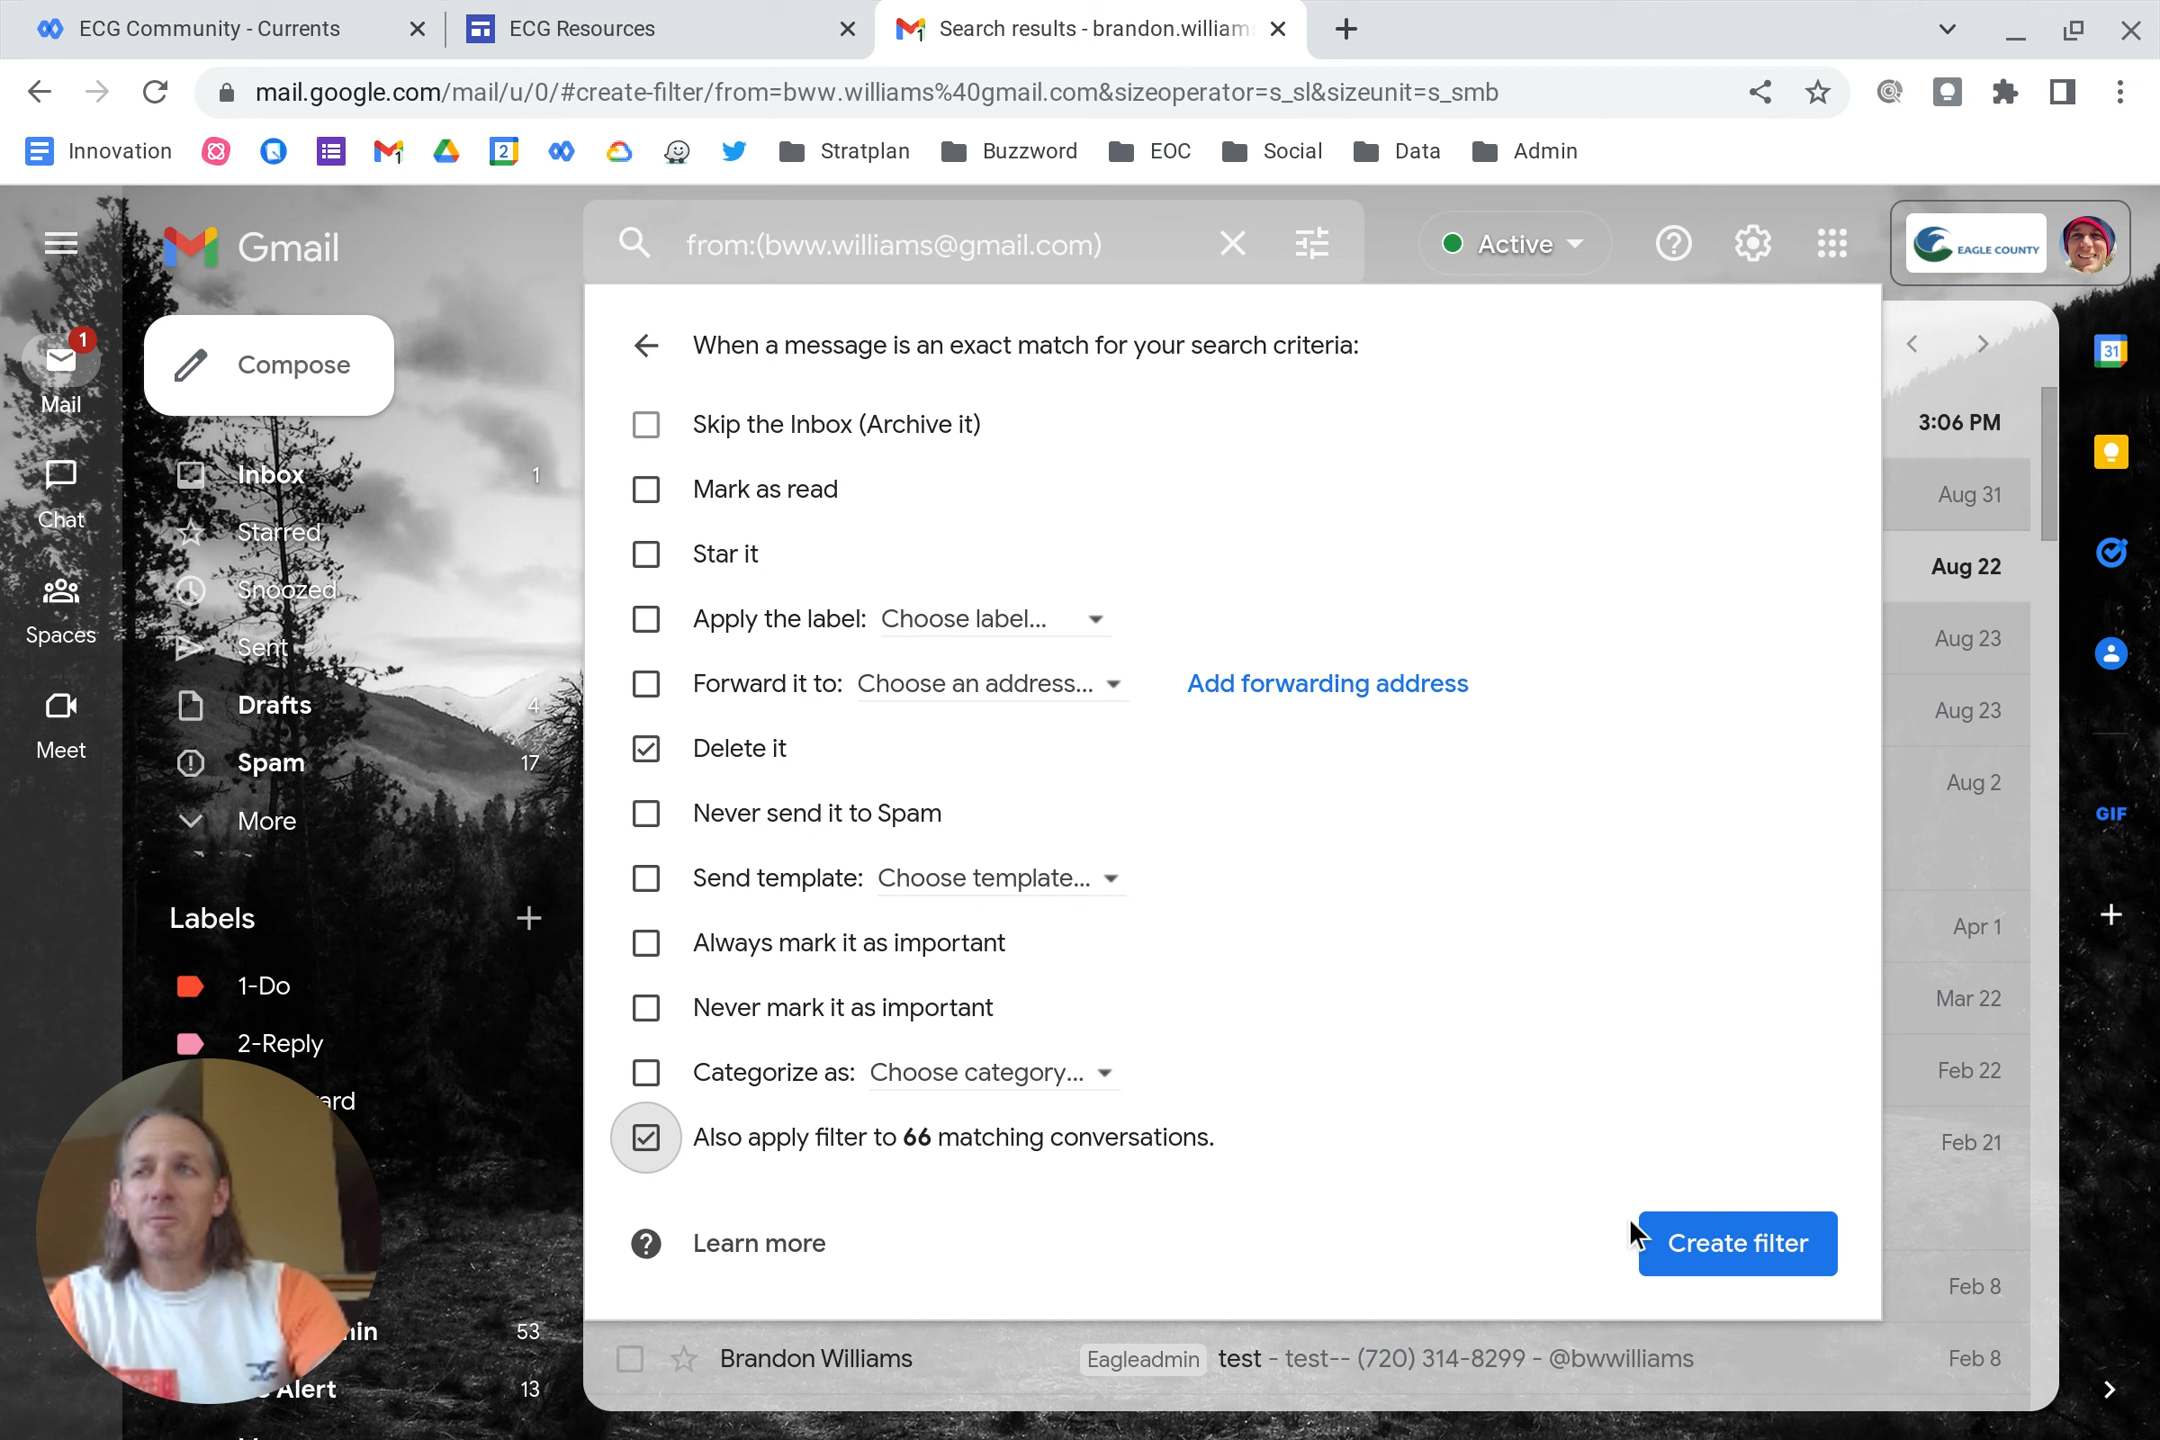 ECG Community - Currents
ECG Resources
Search results - brandon.william
mail.google.com/mail/u/0/#create-filter/from=bww.williams%40gmail.com&sizeoperator=s_sl&sizeunit=s_smb
Innovation
1
2
Stratplan
Buzzword
EOC
Social
Data
Admin
Gmail
from:(bww.williams@gmail.com)
Active
EAGLE COUNTY
1
Mail
Chat
Spaces
Meet
Compose
Inbox 1
Starred
Snoozed
Sent
Drafts 4
Spam 17
More
Labels
1-Do
2-Reply
ard
in 53
Alert 13
When a message is an exact match for your search criteria:
Skip the Inbox (Archive it)
Mark as read
Star it
Apply the label: Choose label...
Forward it to: Choose an address... Add forwarding address
Delete it
Never send it to Spam
Send template: Choose template...
Always mark it as important
Never mark it as important
Categorize as: Choose category...
Also apply filter to 66 matching conversations.
Learn more
Create filter
3:06 PM
Aug 31
Aug 22
Aug 23
Aug 23
Aug 2
Apr 1
Mar 22
Feb 22
Feb 21
Feb 8
Brandon Williams Eagleadmin test - test-- (720) 314-8299 - @bwwilliams Feb 8
31
GIF